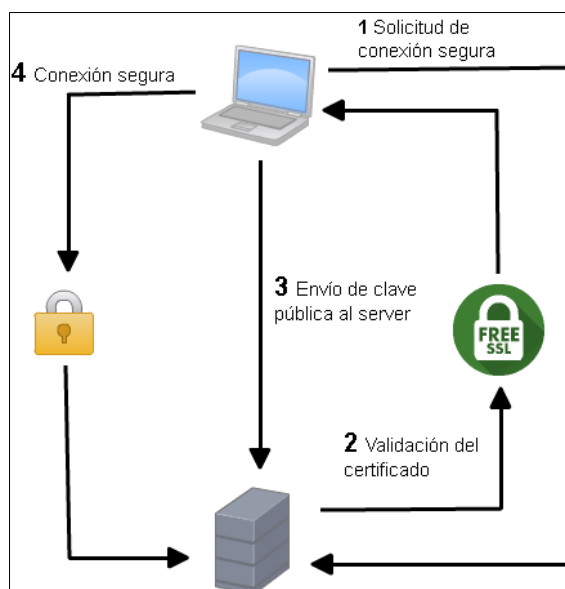 1 Solicitud de
conexión segura
4 Conexión segura
3 Envío de clave
pública al server
FREE
SSL
2 Validación del
certificado